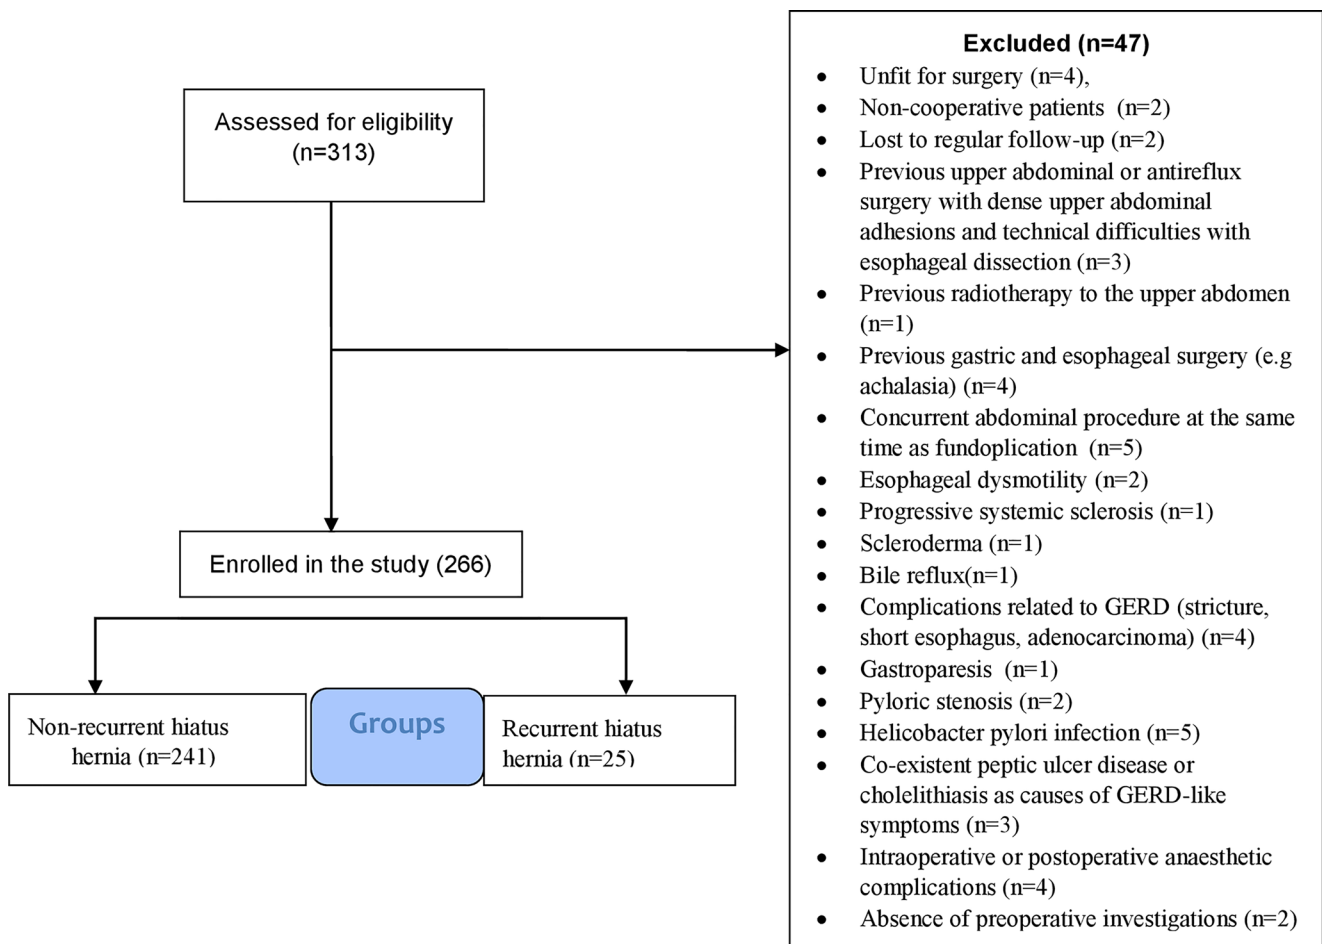 Assessed for eligibility
(n=313)
Excluded (n=47)
• Unfit for surgery (n=4),
• Non-cooperative patients (n=2)
• Lost to regular follow-up (n=2)
• Previous upper abdominal or antireflux
surgery with dense upper abdominal
adhesions and technical difficulties with
esophageal dissection (n=3)
• Previous radiotherapy to the upper abdomen
(n=1)
• Previous gastric and esophageal surgery (e.g
achalasia) (n=4)
• Concurrent abdominal procedure at the same
time as fundoplication (n=5)
• Esophageal dysmotility (n=2)
• Progressive systemic sclerosis (n=1)
• Scleroderma (n=1)
• Bile reflux(n=1)
• Complications related to GERD (stricture,
short esophagus, adenocarcinoma) (n=4)
• Gastroparesis (n=1)
• Pyloric stenosis (n=2)
• Helicobacter pylori infection (n=5)
• Co-existent peptic ulcer disease or
cholelithiasis as causes of GERD-like
symptoms (n=3)
• Intraoperative or postoperative anaesthetic
complications (n=4)
• Absence of preoperative investigations (n=2)
Enrolled in the study (266)
Non-recurrent hiatus
hernia (n=241)
Groups
Recurrent hiatus
hernia (n=25)